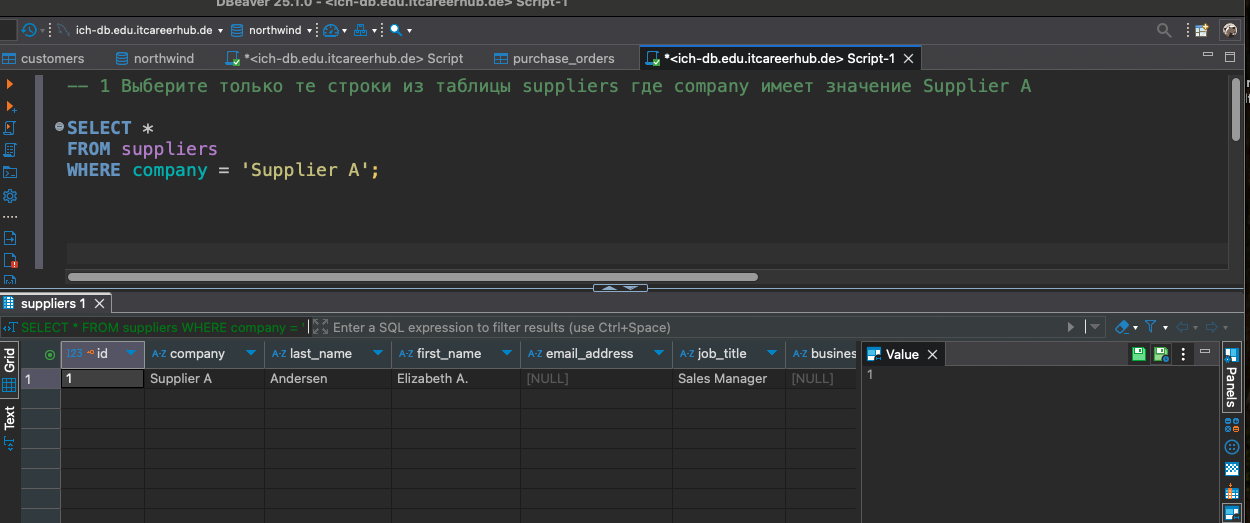 DBeaver 25.1.0 - <ich-db.edu.itcareerhub.de> Script-1
ich-db.edu.itcareerhub.de northwind
customers northwind *<ich-db.edu.itcareerhub.de> Script purchase_orders *<ich-db.edu.itcareerhub.de> Script-1
-- 1 Выберите только те строки из таблицы suppliers где company имеет значение Supplier A
SELECT *
FROM suppliers
WHERE company = 'Supplier A';
suppliers 1
SELECT * FROM suppliers WHERE company = ' Enter a SQL expression to filter results (use Ctrl+Space)
Grid
123 id A-Z company A-Z last_name A-Z first_name A-Z email_address A-Z job_title A-Z busines
1 1 Supplier A Andersen Elizabeth A. [NULL] Sales Manager [NULL]
Text
Value
1
Panels